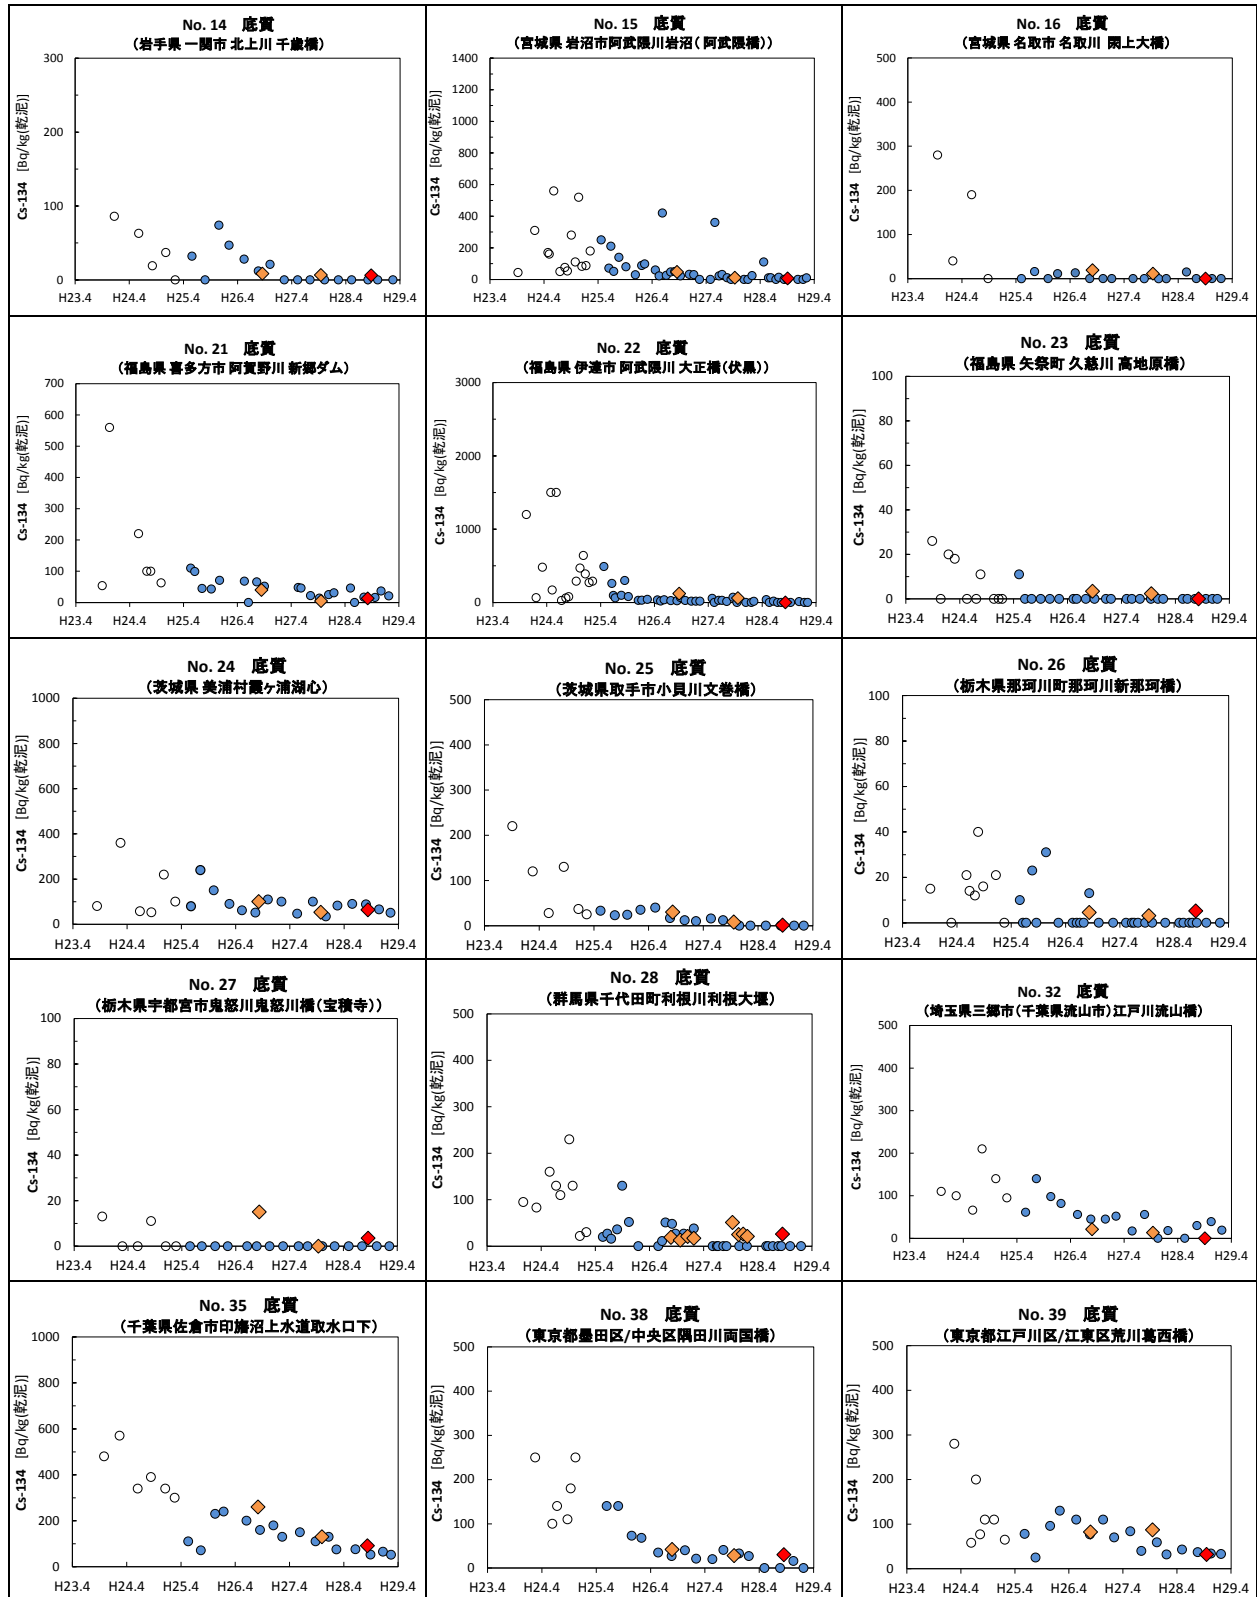 No. 14　底質
（岩手県 一関市 北上川 千歳橋）
Cs-134　[Bq/kg(乾泥)]
300
200
100
0
H23.4 H24.4 H25.4 H26.4 H27.4 H28.4 H29.4
No. 15　底質
（宮城県 岩沼市阿武隈川岩沼（ 阿武隈橋））
Cs-134　[Bq/kg(乾泥)]
1400
1200
1000
800
600
400
200
0
H23.4 H24.4 H25.4 H26.4 H27.4 H28.4 H29.4
No. 16　底質
（宮城県 名取市 名取川 閖上大橋）
Cs-134　[Bq/kg(乾泥)]
500
400
300
200
100
0
H23.4 H24.4 H25.4 H26.4 H27.4 H28.4 H29.4
No. 21　底質
（福島県 喜多方市 阿賀野川 新郷ダム）
Cs-134　[Bq/kg(乾泥)]
700
600
500
400
300
200
100
0
H23.4 H24.4 H25.4 H26.4 H27.4 H28.4 H29.4
No. 22　底質
（福島県 伊達市 阿武隈川 大正橋（伏黒））
Cs-134　[Bq/kg(乾泥)]
3000
2000
1000
0
H23.4 H24.4 H25.4 H26.4 H27.4 H28.4 H29.4
No. 23　底質
（福島県 矢祭町 久慈川 高地原橋）
Cs-134　[Bq/kg(乾泥)]
100
80
60
40
20
0
H23.4 H24.4 H25.4 H26.4 H27.4 H28.4 H29.4
No. 24　底質
（茨城県 美浦村霞ヶ浦湖心）
Cs-134　[Bq/kg(乾泥)]
1000
800
600
400
200
0
H23.4 H24.4 H25.4 H26.4 H27.4 H28.4 H29.4
No. 25　底質
（茨城県取手市小貝川文巻橋）
Cs-134　[Bq/kg(乾泥)]
500
400
300
200
100
0
H23.4 H24.4 H25.4 H26.4 H27.4 H28.4 H29.4
No. 26　底質
（栃木県那珂川町那珂川新那珂橋）
Cs-134　[Bq/kg(乾泥)]
100
80
60
40
20
0
H23.4 H24.4 H25.4 H26.4 H27.4 H28.4 H29.4
No. 27　底質
（栃木県宇都宮市鬼怒川鬼怒川橋（宝積寺））
Cs-134　[Bq/kg(乾泥)]
100
80
60
40
20
0
H23.4 H24.4 H25.4 H26.4 H27.4 H28.4 H29.4
No. 28　底質
（群馬県千代田町利根川利根大堰）
Cs-134　[Bq/kg(乾泥)]
500
400
300
200
100
0
H23.4 H24.4 H25.4 H26.4 H27.4 H28.4 H29.4
No. 32　底質
（埼玉県三郷市（千葉県流山市）江戸川流山橋）
Cs-134　[Bq/kg(乾泥)]
500
400
300
200
100
0
H23.4 H24.4 H25.4 H26.4 H27.4 H28.4 H29.4
No. 35　底質
（千葉県佐倉市印旛沼上水道取水口下）
Cs-134　[Bq/kg(乾泥)]
1000
800
600
400
200
0
H23.4 H24.4 H25.4 H26.4 H27.4 H28.4 H29.4
No. 38　底質
（東京都墨田区/中央区隅田川両国橋）
Cs-134　[Bq/kg(乾泥)]
500
400
300
200
100
0
H23.4 H24.4 H25.4 H26.4 H27.4 H28.4 H29.4
No. 39　底質
（東京都江戸川区/江東区荒川葛西橋）
Cs-134　[Bq/kg(乾泥)]
500
400
300
200
100
0
H23.4 H24.4 H25.4 H26.4 H27.4 H28.4 H29.4